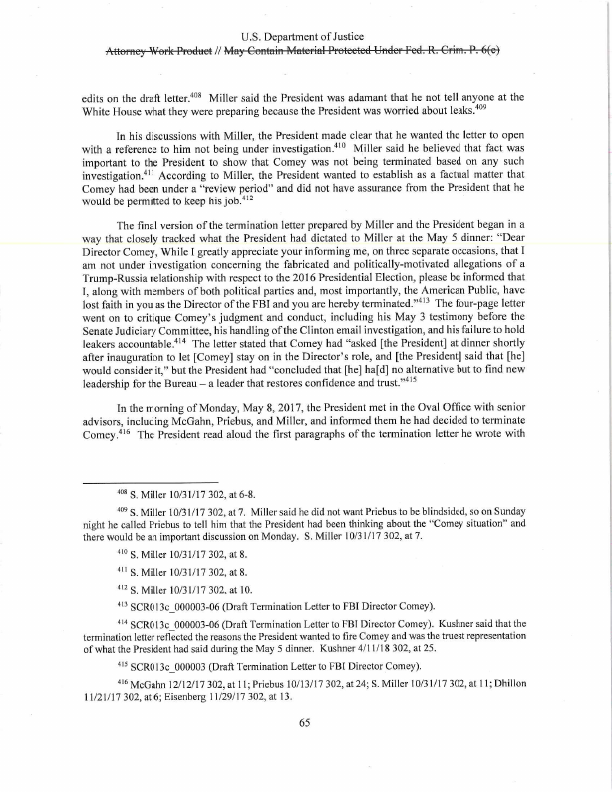 U.S. Department of Justice
Attorney Work Product // May Contain Material Protected Under Fed. R. Crim. P. 6(e)
edits on the draft letter.408 Miller said the President was adamant that he not tell anyone at the
White House what they were preparing because the President was worried about leaks.409
In his discussions with Miller, the President made clear that he wanted the letter to open
with a reference to him not being under investigation.410 Miller said he believed that fact was
important to the President to show that Comey was not being terminated based on any such
investigation.411 According to Miller, the President wanted to establish as a factual matter that
Comey had been under a “review period” and did not have assurance from the President that he
would be permitted to keep his job.412
The final version of the termination letter prepared by Miller and the President began in a
way that closely tracked what the President had dictated to Miller at the May 5 dinner: “Dear
Director Comey, While I greatly appreciate your informing me, on three separate occasions, that I
am not under investigation concerning the fabricated and politically-motivated allegations of a
Trump-Russia relationship with respect to the 2016 Presidential Election, please be informed that
I, along with members of both political parties and, most importantly, the American Public, have
lost faith in you as the Director of the FBI and you are hereby terminated.”413 The four-page letter
went on to critique Comey's judgment and conduct, including his May 3 testimony before the
Senate Judiciary Committee, his handling of the Clinton email investigation, and his failure to hold
leakers accountable.414 The letter stated that Comey had “asked [the President] at dinner shortly
after inauguration to let [Comey] stay on in the Director's role, and [the President] said that [he]
would consider it,” but the President had “concluded that [he] ha[d] no alternative but to find new
leadership for the Bureau – a leader that restores confidence and trust.”415
In the morning of Monday, May 8, 2017, the President met in the Oval Office with senior
advisors, including McGahn, Priebus, and Miller, and informed them he had decided to terminate
Comey.416 The President read aloud the first paragraphs of the termination letter he wrote with
408 S. Miller 10/31/17 302, at 6-8.
409 S. Miller 10/31/17 302, at 7. Miller said he did not want Priebus to be blindsided, so on Sunday
night he called Priebus to tell him that the President had been thinking about the “Comey situation” and
there would be an important discussion on Monday. S. Miller 10/31/17 302, at 7.
410 S. Miller 10/31/17 302, at 8.
411 S. Miller 10/31/17 302, at 8.
412 S. Miller 10/31/17 302, at 10.
413 SCR013c_000003-06 (Draft Termination Letter to FBI Director Comey).
414 SCR013c_000003-06 (Draft Termination Letter to FBI Director Comey). Kushner said that the
termination letter reflected the reasons the President wanted to fire Comey and was the truest representation
of what the President had said during the May 5 dinner. Kushner 4/11/18 302, at 25.
415 SCR013c_000003 (Draft Termination Letter to FBI Director Comey).
416 McGahn 12/12/17 302, at 11; Priebus 10/13/17 302, at 24; S. Miller 10/31/17 302, at 11; Dhillon
11/21/17 302, at 6; Eisenberg 11/29/17 302, at 13.
65